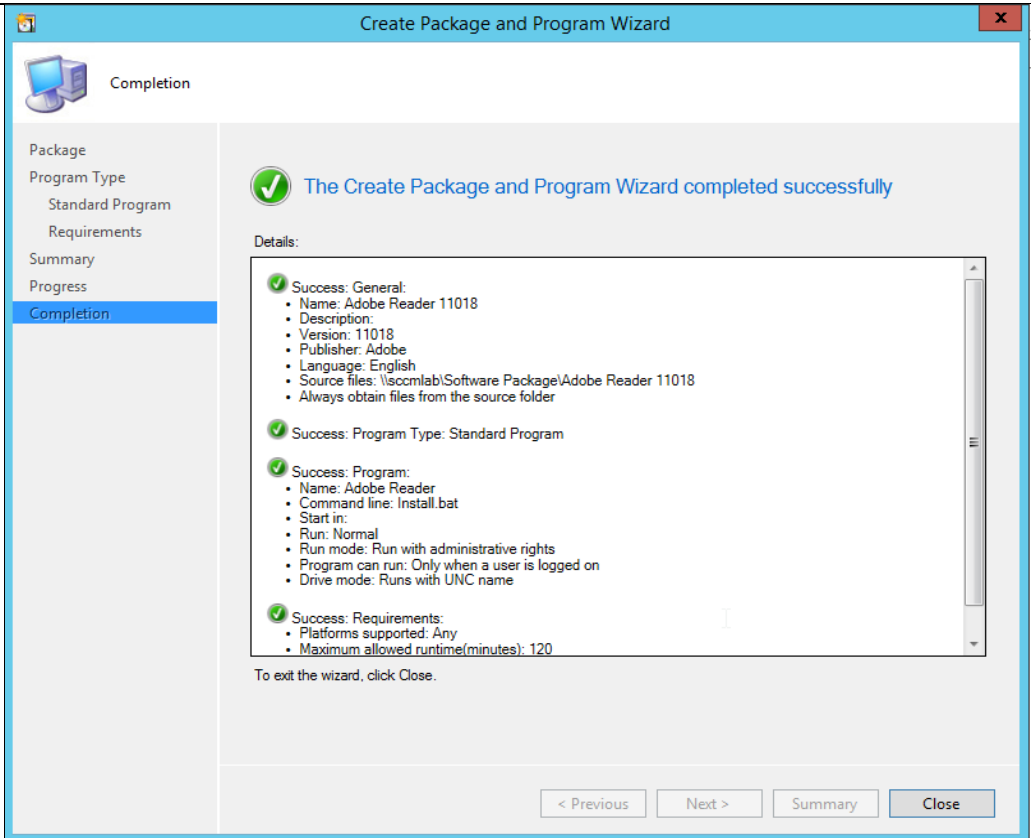 Create Package and Program Wizard
x
Completion
Package
Program Type
Standard Program
Requirements
Summary
Progress
Completion
The Create Package and Program Wizard completed successfully
Details:
Success: General:
• Name: Adobe Reader 11018
• Description:
• Version: 11018
• Publisher: Adobe
• Language: English
• Source files: \\sccmlab\Software Package\Adobe Reader 11018
• Always obtain files from the source folder
Success: Program Type: Standard Program
Success: Program:
• Name: Adobe Reader
• Command line: Install.bat
• Start in:
• Run: Normal
• Run mode: Run with administrative rights
• Program can run: Only when a user is logged on
• Drive mode: Runs with UNC name
Success: Requirements:
• Platforms supported: Any
• Maximum allowed runtime(minutes): 120
To exit the wizard, click Close.
< Previous
Next >
Summary
Close